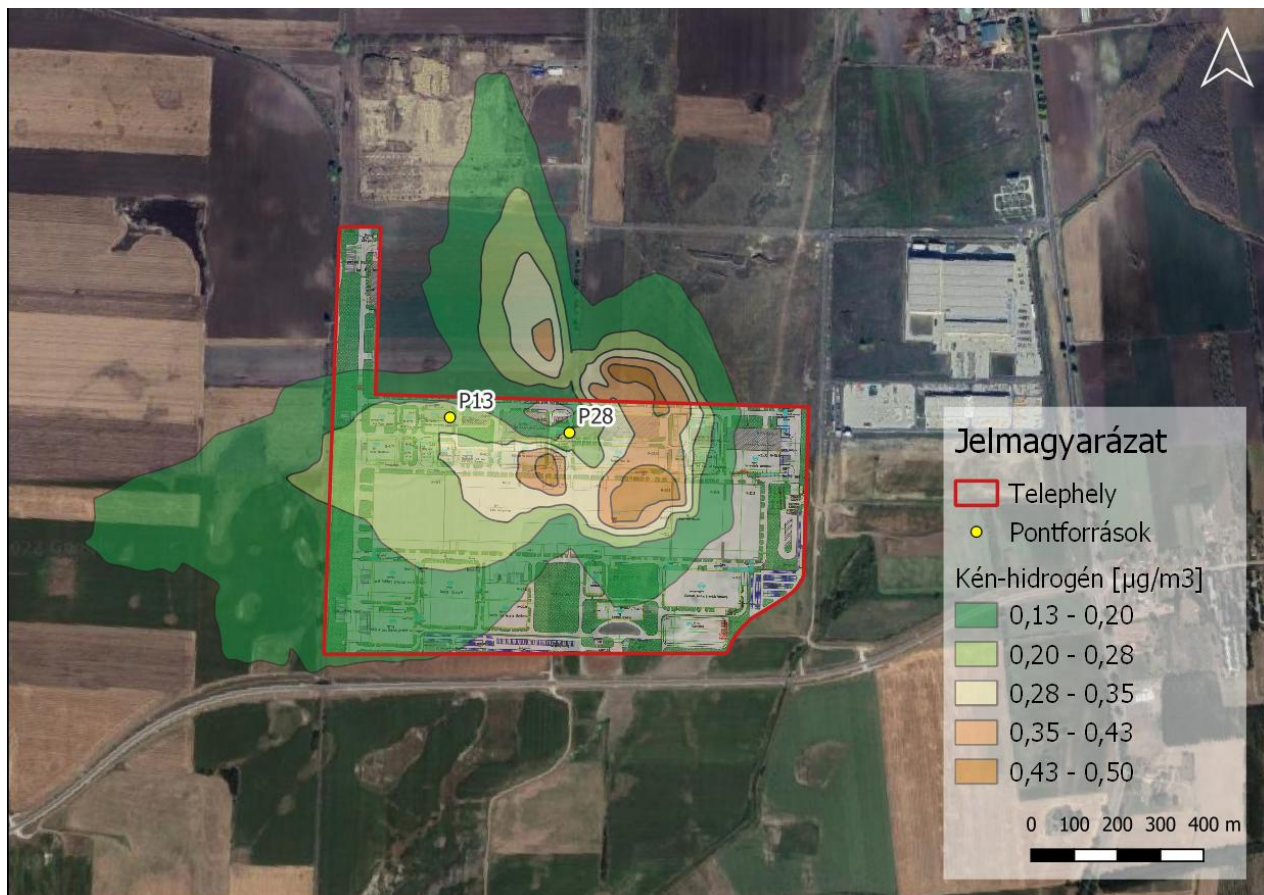 P13
P28
Jelmagyarázat
Telephely
Pontforrások
Kén-hidrogén [µg/m3]
0,13 - 0,20
0,20 - 0,28
0,28 - 0,35
0,35 - 0,43
0,43 - 0,50
0 100 200 300 400 m